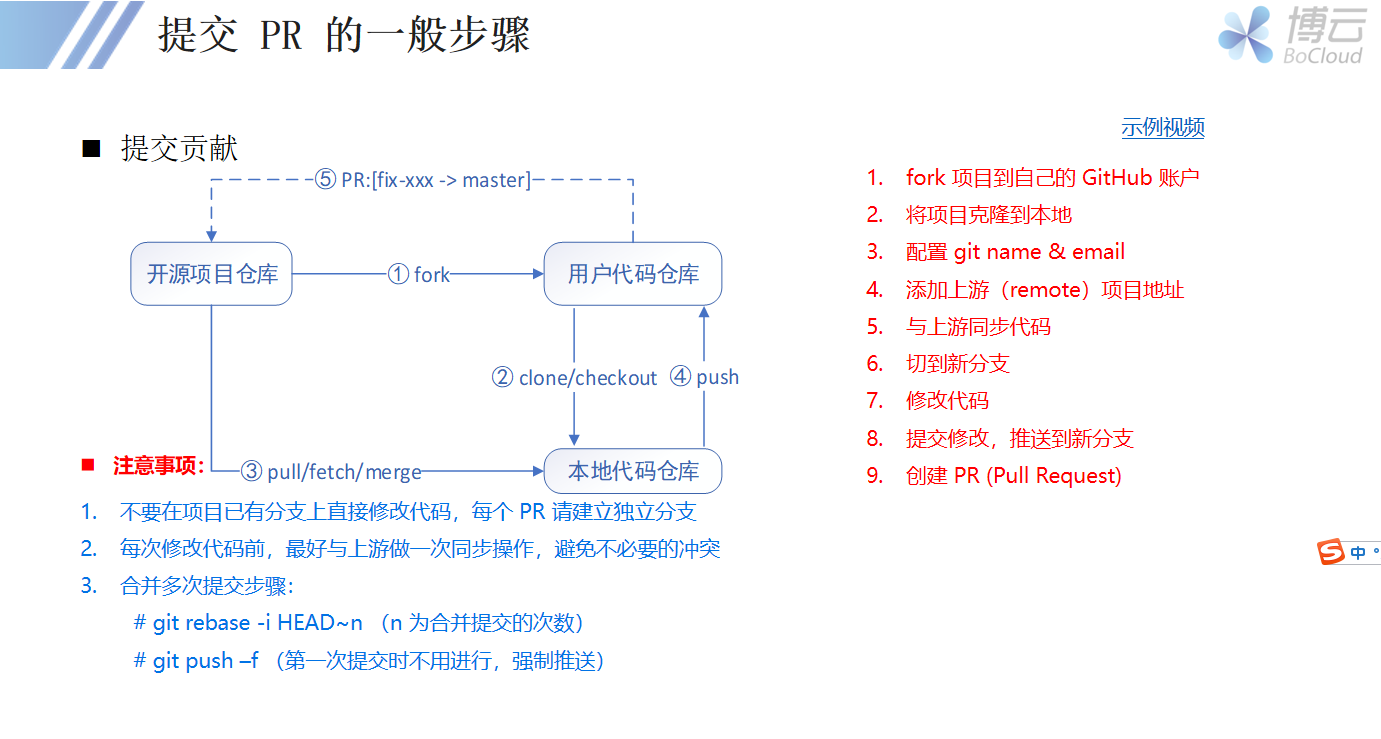 提交 PR 的一般步骤
博云
BoCloud
■ 提交贡献
⑤ PR:[fix-xxx -> master]
开源项目仓库
① fork
用户代码仓库
② clone/checkout
④ push
③ pull/fetch/merge
本地代码仓库
■ 注意事项：
1. 不要在项目已有分支上直接修改代码，每个 PR 请建立独立分支
2. 每次修改代码前，最好与上游做一次同步操作，避免不必要的冲突
3. 合并多次提交步骤：
# git rebase -i HEAD~n （n 为合并提交的次数）
# git push –f （第一次提交时不用进行，强制推送）
示例视频
1. fork 项目到自己的 GitHub 账户
2. 将项目克隆到本地
3. 配置 git name & email
4. 添加上游（remote）项目地址
5. 与上游同步代码
6. 切到新分支
7. 修改代码
8. 提交修改，推送到新分支
9. 创建 PR (Pull Request)
S 中 °